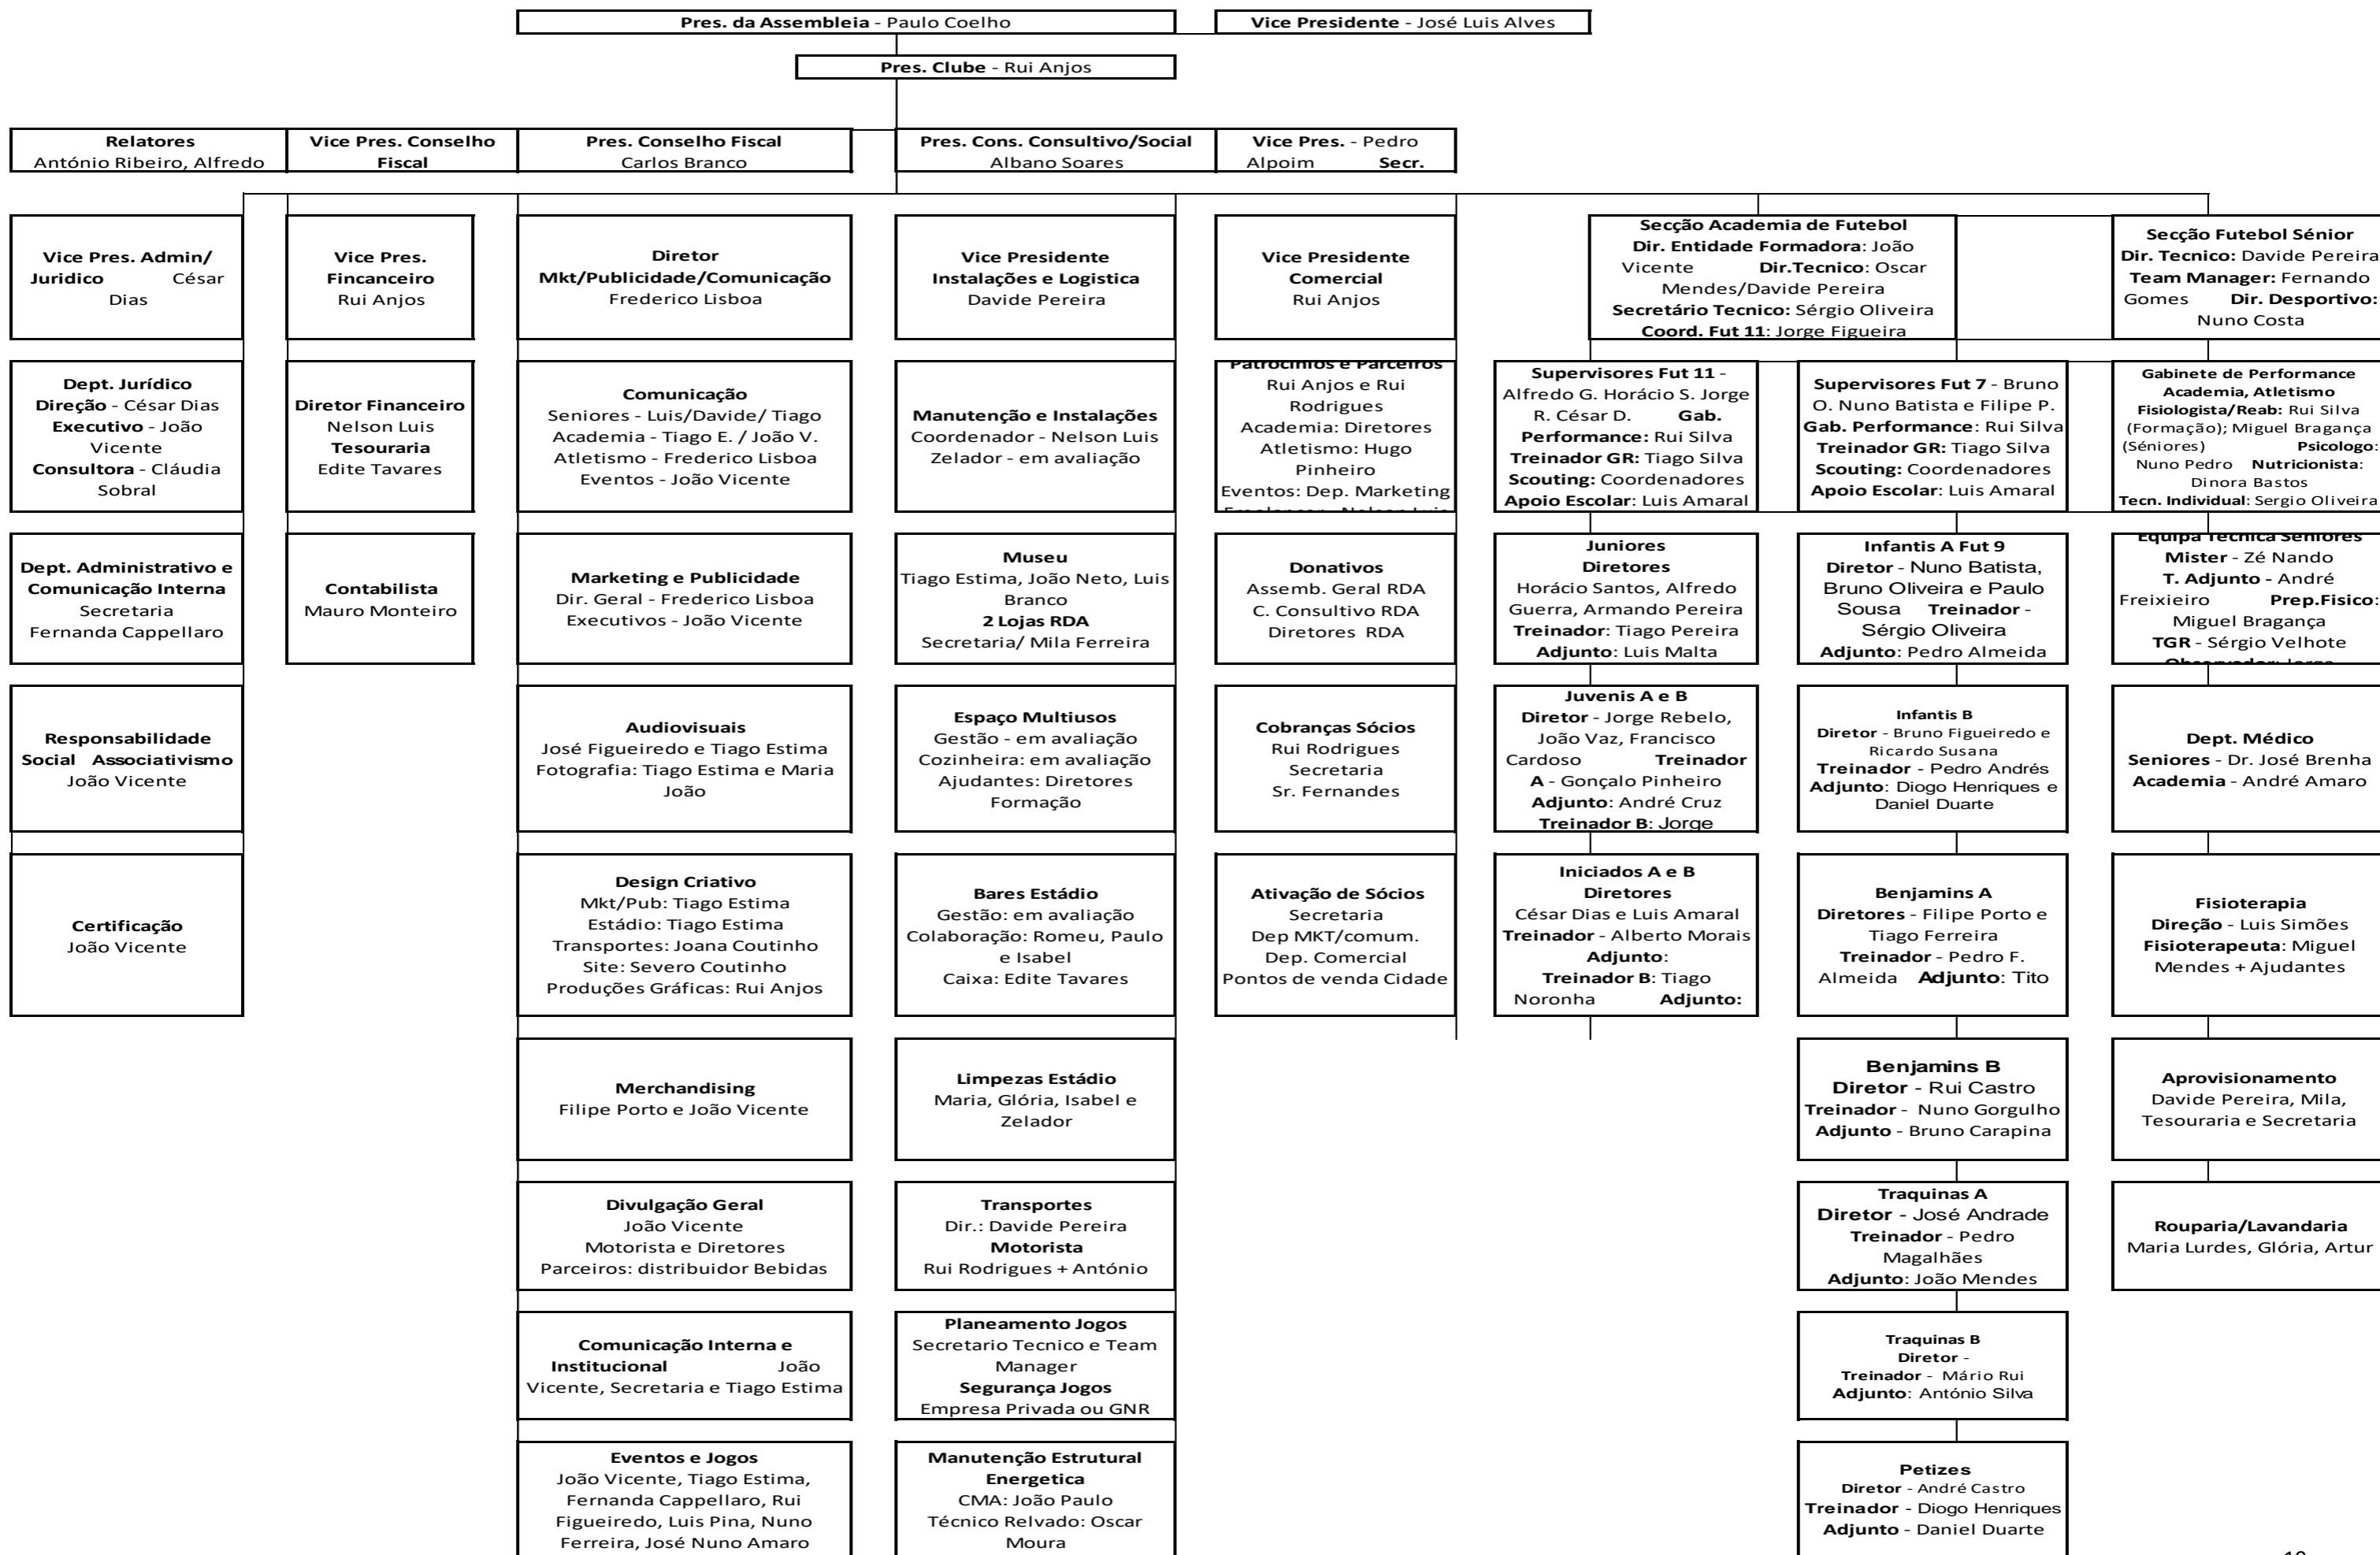 Pres. da Assembleia - Paulo Coelho
Vice Presidente - José Luis Alves
Pres. Clube - Rui Anjos
Relatores
António Ribeiro, Alfredo
Vice Pres. Conselho
Fiscal
Pres. Conselho Fiscal
Carlos Branco
Pres. Cons. Consultivo/Social
Albano Soares
Vice Pres. - Pedro
Alpoim Secr.
Vice Pres. Admin/
Juridico César
Dias
Vice Pres.
Fincanceiro
Rui Anjos
Diretor
Mkt/Publicidade/Comunicação
Frederico Lisboa
Vice Presidente
Instalações e Logistica
Davide Pereira
Vice Presidente
Comercial
Rui Anjos
Secção Academia de Futebol
Dir. Entidade Formadora: João
Vicente Dir.Tecnico: Oscar
Mendes/Davide Pereira
Secretário Tecnico: Sérgio Oliveira
Coord. Fut 11: Jorge Figueira
Secção Futebol Sénior
Dir. Tecnico: Davide Pereira
Team Manager: Fernando
Gomes Dir. Desportivo:
Nuno Costa
Dept. Jurídico
Direção - César Dias
Executivo - João
Vicente
Consultora - Cláudia
Sobral
Diretor Financeiro
Nelson Luis
Tesouraria
Edite Tavares
Comunicação
Seniores - Luis/Davide/ Tiago
Academia - Tiago E. / João V.
Atletismo - Frederico Lisboa
Eventos - João Vicente
Manutenção e Instalações
Coordenador - Nelson Luis
Zelador - em avaliação
Patrocinios e Parceiros
Rui Anjos e Rui
Rodrigues
Academia: Diretores
Atletismo: Hugo
Pinheiro
Eventos: Dep. Marketing
Supervisores Fut 11 -
Alfredo G. Horácio S. Jorge
R. César D. Gab.
Performance: Rui Silva
Treinador GR: Tiago Silva
Scouting: Coordenadores
Apoio Escolar: Luis Amaral
Supervisores Fut 7 - Bruno
O. Nuno Batista e Filipe P.
Gab. Performance: Rui Silva
Treinador GR: Tiago Silva
Scouting: Coordenadores
Apoio Escolar: Luis Amaral
Gabinete de Performance
Academia, Atletismo
Fisiologista/Reab: Rui Silva
(Formação); Miguel Bragança
(Séniores) Psicologo:
Nuno Pedro Nutricionista:
Dinora Bastos
Tecn. Individual: Sergio Oliveira
Dept. Administrativo e
Comunicação Interna
Secretaria
Fernanda Cappellaro
Contabilista
Mauro Monteiro
Marketing e Publicidade
Dir. Geral - Frederico Lisboa
Executivos - João Vicente
Museu
Tiago Estima, João Neto, Luis
Branco
2 Lojas RDA
Secretaria/ Mila Ferreira
Donativos
Assemb. Geral RDA
C. Consultivo RDA
Diretores RDA
Juniores
Diretores
Horácio Santos, Alfredo
Guerra, Armando Pereira
Treinador: Tiago Pereira
Adjunto: Luis Malta
Infantis A Fut 9
Diretor - Nuno Batista,
Bruno Oliveira e Paulo
Sousa Treinador -
Sérgio Oliveira
Adjunto: Pedro Almeida
Equipa Tecnica Seniores
Mister - Zé Nando
T. Adjunto - André
Freixieiro Prep.Fisico:
Miguel Bragança
TGR - Sérgio Velhote
Responsabilidade
Social Associativismo
João Vicente
Audiovisuais
José Figueiredo e Tiago Estima
Fotografia: Tiago Estima e Maria
João
Espaço Multiusos
Gestão - em avaliação
Cozinheira: em avaliação
Ajudantes: Diretores
Formação
Cobranças Sócios
Rui Rodrigues
Secretaria
Sr. Fernandes
Juvenis A e B
Diretor - Jorge Rebelo,
João Vaz, Francisco
Cardoso Treinador
A - Gonçalo Pinheiro
Adjunto: André Cruz
Treinador B: Jorge
Infantis B
Diretor - Bruno Figueiredo e
Ricardo Susana
Treinador - Pedro Andrés
Adjunto: Diogo Henriques e
Daniel Duarte
Dept. Médico
Seniores - Dr. José Brenha
Academia - André Amaro
Certificação
João Vicente
Design Criativo
Mkt/Pub: Tiago Estima
Estádio: Tiago Estima
Transportes: Joana Coutinho
Site: Severo Coutinho
Produções Gráficas: Rui Anjos
Bares Estádio
Gestão: em avaliação
Colaboração: Romeu, Paulo
e Isabel
Caixa: Edite Tavares
Ativação de Sócios
Secretaria
Dep MKT/comum.
Dep. Comercial
Pontos de venda Cidade
Iniciados A e B
Diretores
César Dias e Luis Amaral
Treinador - Alberto Morais
Adjunto:
Treinador B: Tiago
Noronha Adjunto:
Benjamins A
Diretores - Filipe Porto e
Tiago Ferreira
Treinador - Pedro F.
Almeida Adjunto: Tito
Fisioterapia
Direção - Luis Simões
Fisioterapeuta: Miguel
Mendes + Ajudantes
Merchandising
Filipe Porto e João Vicente
Limpezas Estádio
Maria, Glória, Isabel e
Zelador
Benjamins B
Diretor - Rui Castro
Treinador - Nuno Gorgulho
Adjunto - Bruno Carapina
Aprovisionamento
Davide Pereira, Mila,
Tesouraria e Secretaria
Divulgação Geral
João Vicente
Motorista e Diretores
Parceiros: distribuidor Bebidas
Transportes
Dir.: Davide Pereira
Motorista
Rui Rodrigues + António
Traquinas A
Diretor - José Andrade
Treinador - Pedro
Magalhães
Adjunto: João Mendes
Rouparia/Lavandaria
Maria Lurdes, Glória, Artur
Comunicação Interna e
Institucional João
Vicente, Secretaria e Tiago Estima
Planeamento Jogos
Secretario Tecnico e Team
Manager
Segurança Jogos
Empresa Privada ou GNR
Traquinas B
Diretor -
Treinador - Mário Rui
Adjunto: António Silva
Eventos e Jogos
João Vicente, Tiago Estima,
Fernanda Cappellaro, Rui
Figueiredo, Luis Pina, Nuno
Ferreira, José Nuno Amaro
Manutenção Estrutural
Energetica
CMA: João Paulo
Técnico Relvado: Oscar
Moura
Petizes
Diretor - André Castro
Treinador - Diogo Henriques
Adjunto - Daniel Duarte